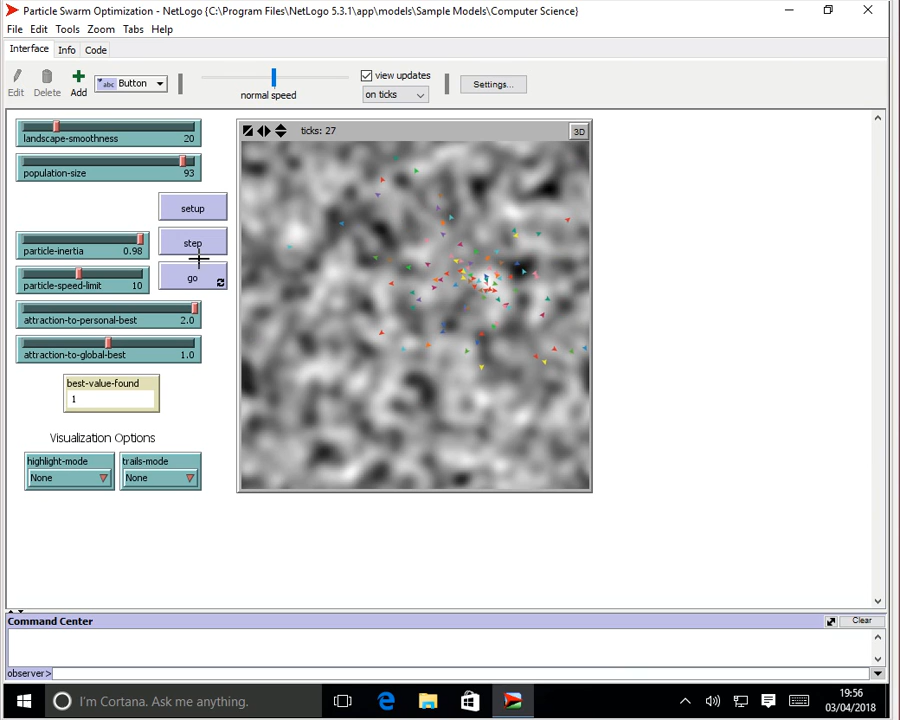 Particle Swarm Optimization - NetLogo {C:\Program Files\NetLogo 5.3.1\app\models\Sample Models\Computer Science}
File Edit Tools Zoom Tabs Help
Interface Info Code
Edit Delete Add abc Button normal speed view updates on ticks Settings...
landscape-smoothness 20
population-size 93
setup
step
go
particle-inertia 0.98
particle-speed-limit 10
attraction-to-personal-best 2.0
attraction-to-global-best 1.0
best-value-found
1
Visualization Options
highlight-mode
None
trails-mode
None
ticks: 27
3D
Command Center
Clear
observer>
I'm Cortana. Ask me anything.
19:56
03/04/2018